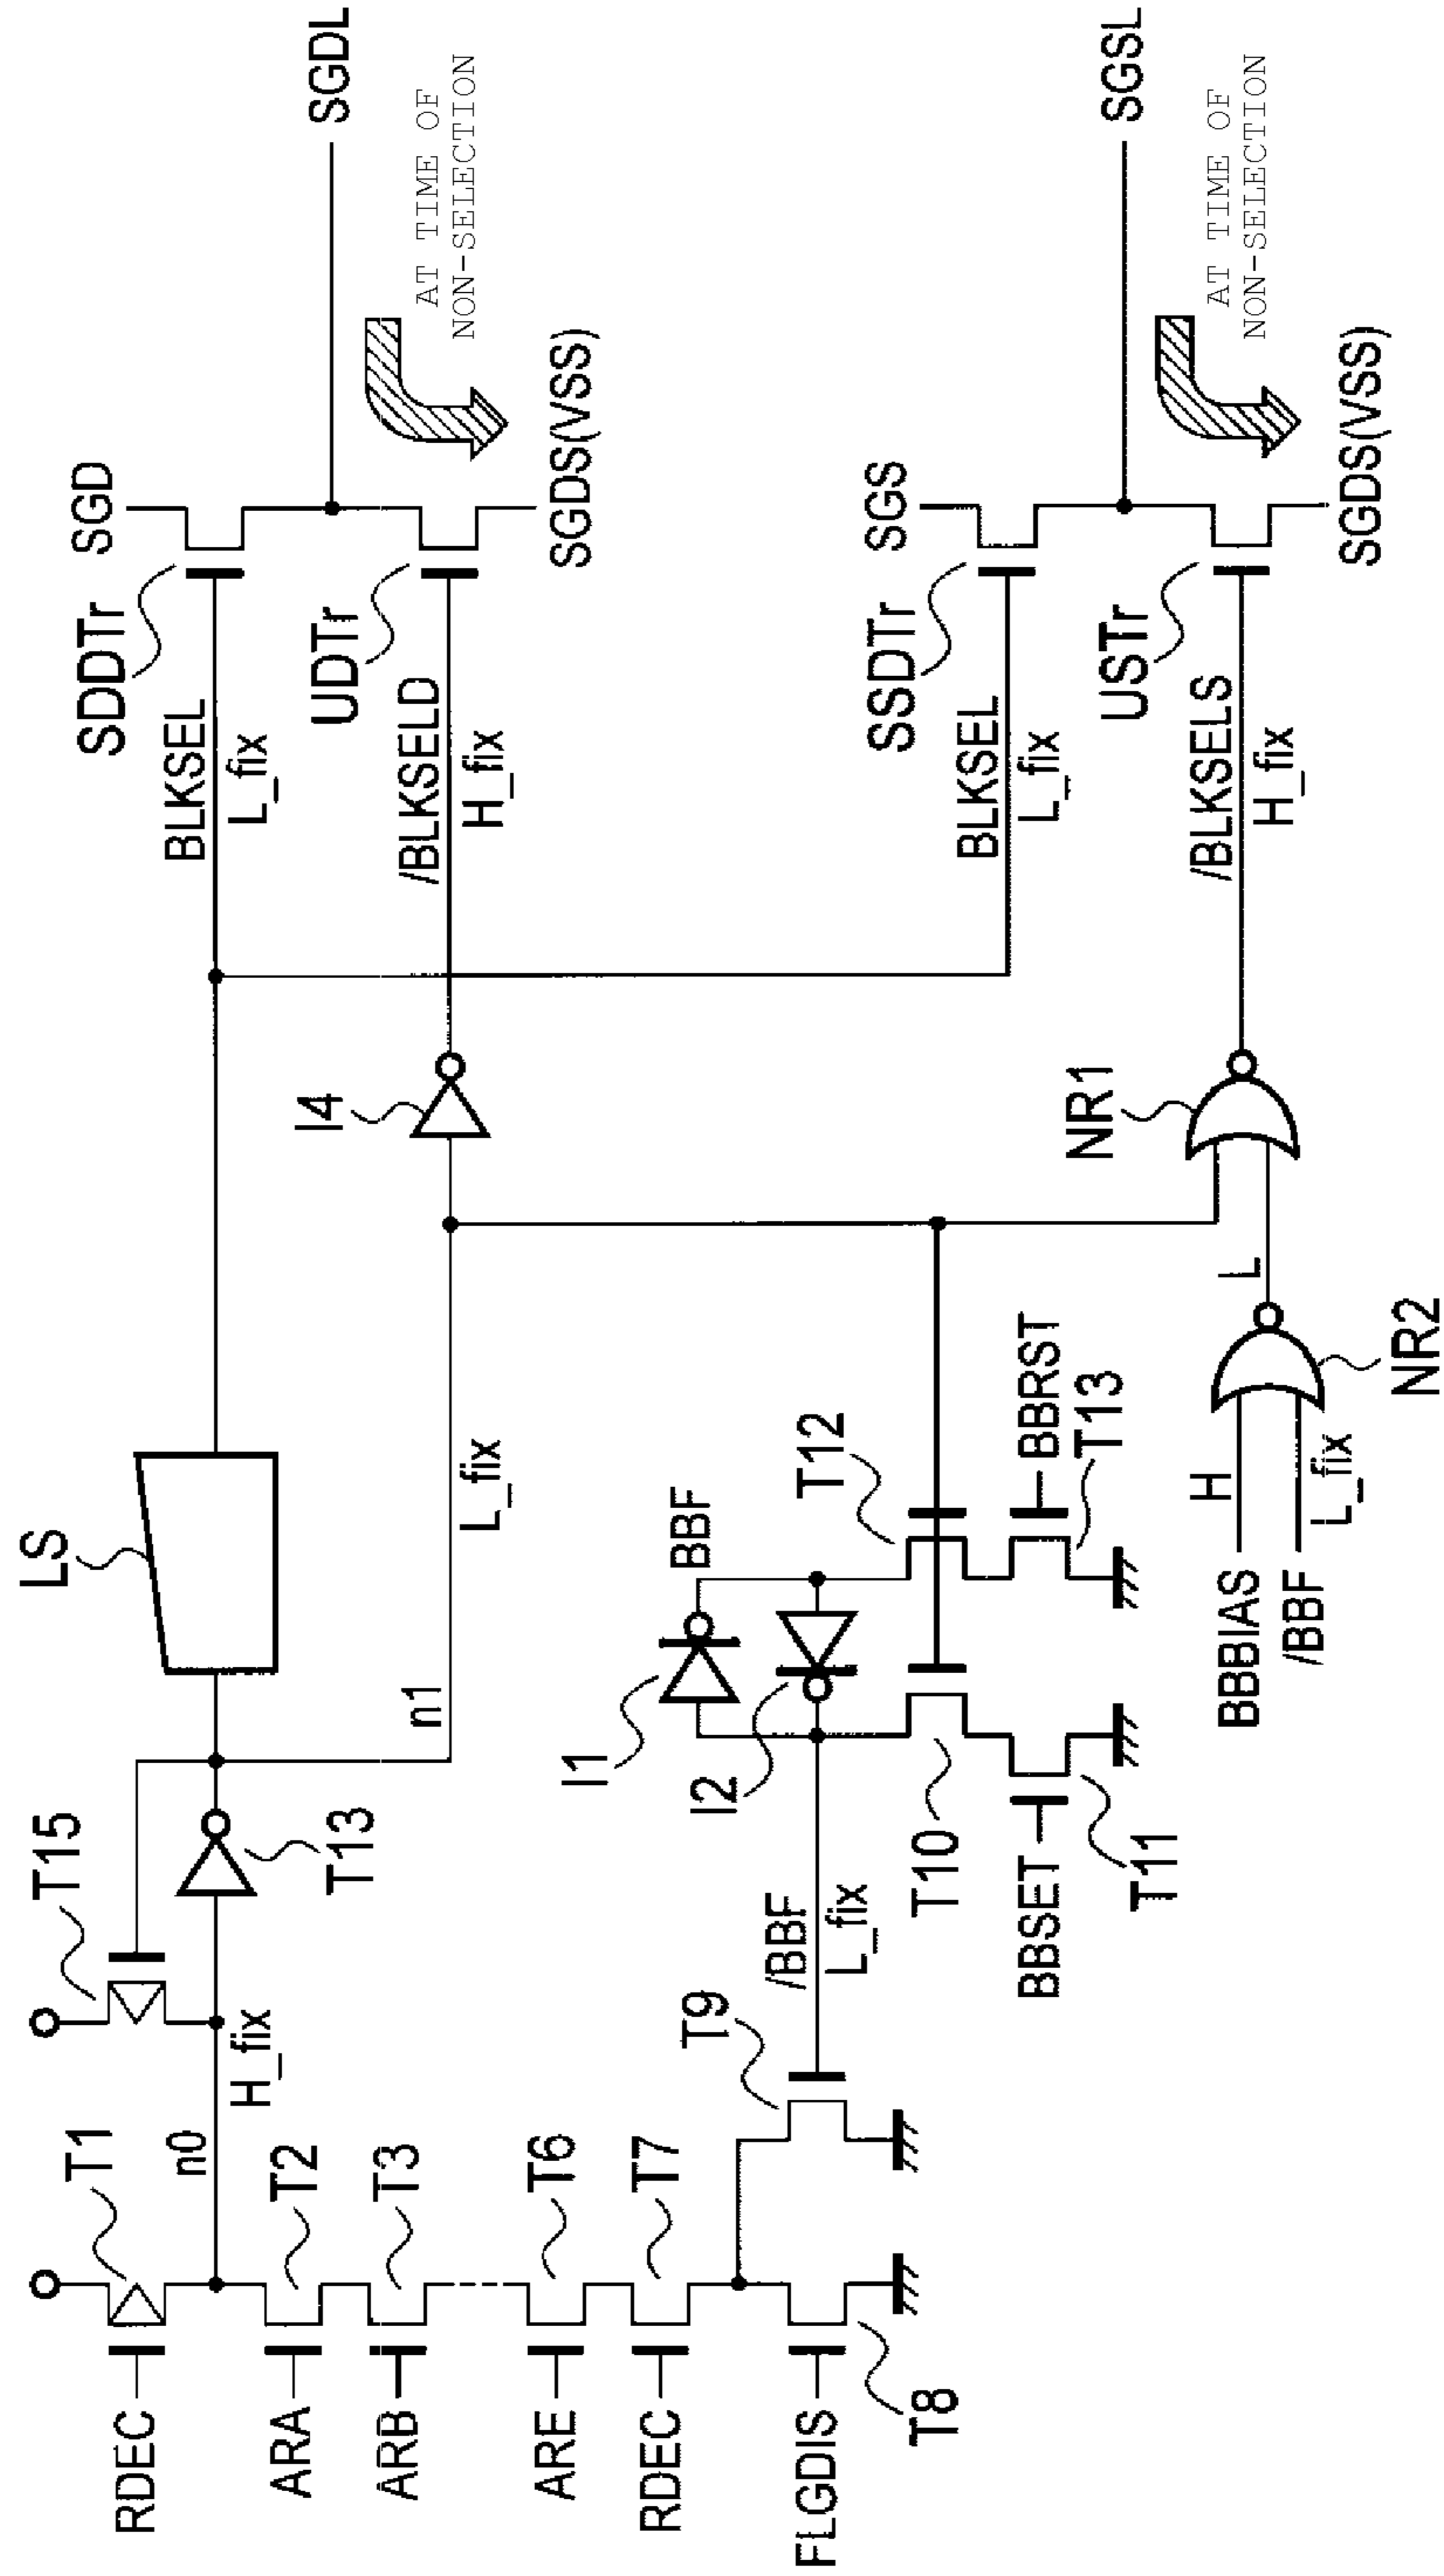 RDEC
T1
n0
H_fix
T15
T13
n1
LS
L_fix
BLKSEL
L_fix
SDDTr
SGD
SGDL
ARA
T2
ARB
T3
ARE
T6
RDEC
T7
FLGDIS
T8
T9
/BBF
L_fix
I1
I2
BBF
T10
BBSET
T11
T12
BBRST
T13
I4
/BLKSELD
H_fix
UDTr
SGDS(VSS)
AT TIME OF
NON-SELECTION
BLKSEL
L_fix
SSDTr
SGS
SGSL
BBBIAS
H
/BBF
L_fix
NR2
L
NR1
/BLKSELS
H_fix
USTr
SGDS(VSS)
AT TIME OF
NON-SELECTION